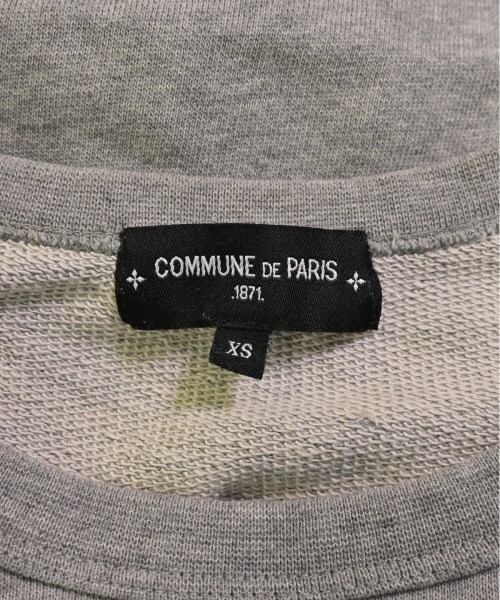 COMMUNE DE PARIS
.1871.
XS